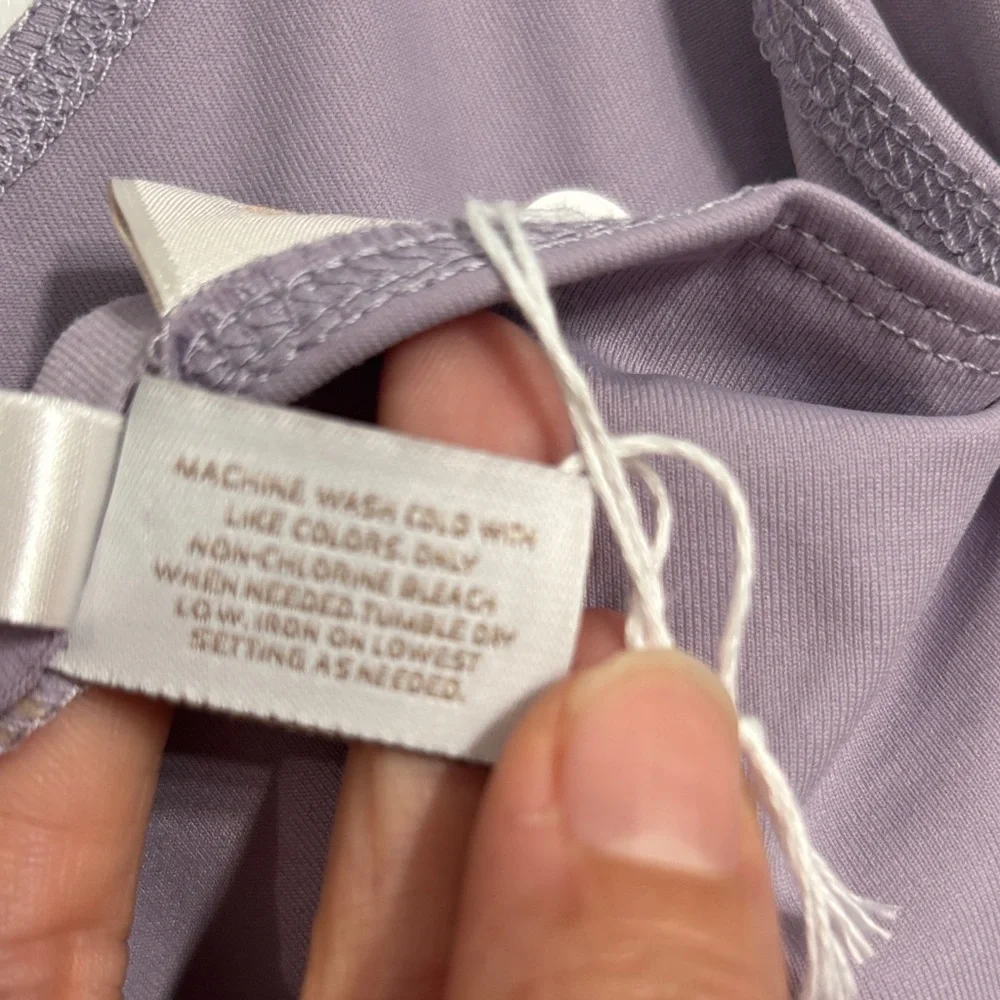 MACHINE WASH COLD WITH
LIKE COLORS. ONLY
NON-CHLORINE BLEACH
WHEN NEEDED.TUMBLE DRY
LOW. IRON ON LOWEST
SETTING AS NEEDED.